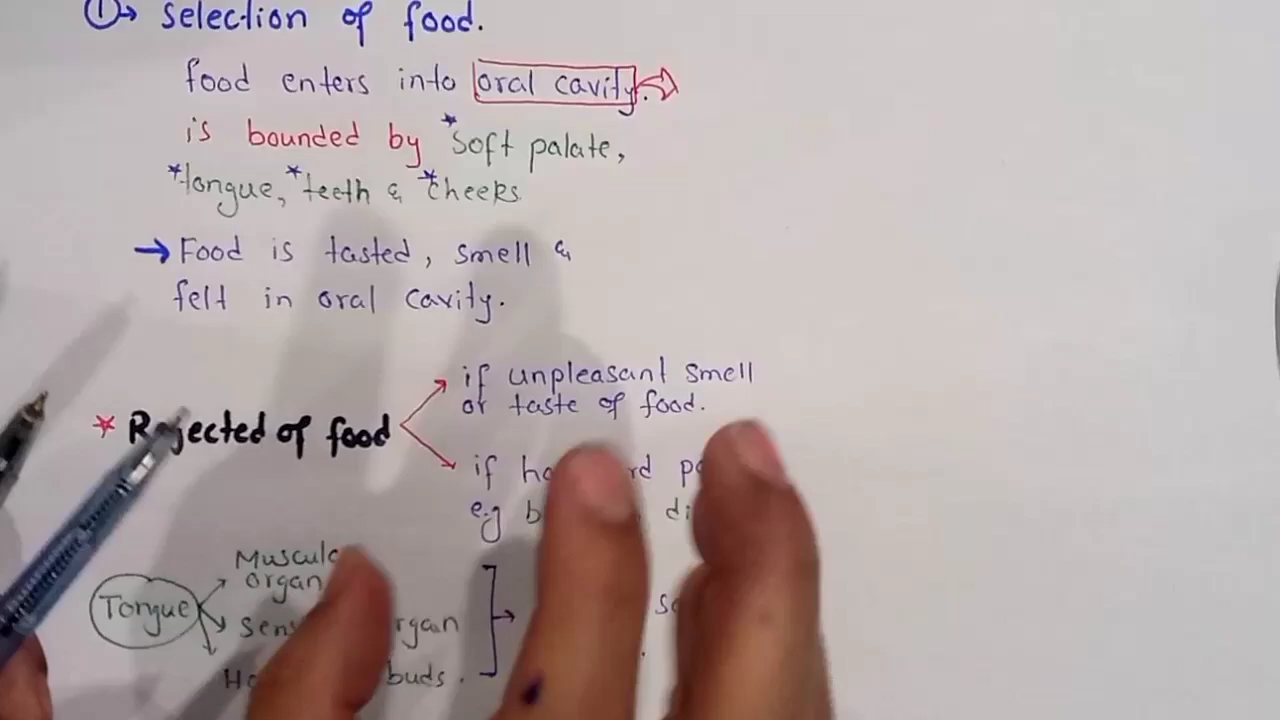 ①→ Selection of food.
food enters into oral cavity. ⇒
is bounded by *soft palate,
*tongue, *teeth & *cheeks
→ Food is tasted, smell &
felt in oral cavity.
if unpleasant smell
or taste of food.
* Rejected of food
if
e.g
Muscular
organ
Tongue
organ
buds.